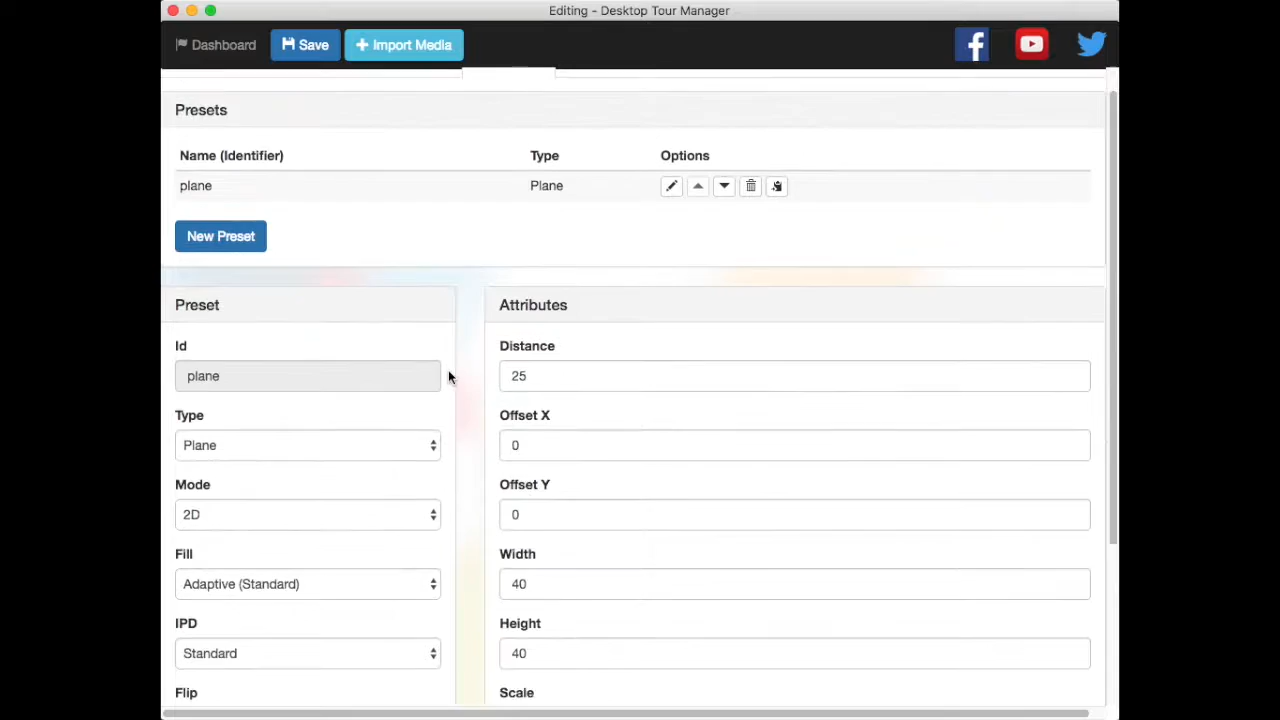 Editing - Desktop Tour Manager
Dashboard Save Import Media
Presets
Name (Identifier) Type Options
plane Plane
New Preset
Preset
Id
plane
Type
Plane
Mode
2D
Fill
Adaptive (Standard)
IPD
Standard
Flip
Attributes
Distance
25
Offset X
0
Offset Y
0
Width
40
Height
40
Scale